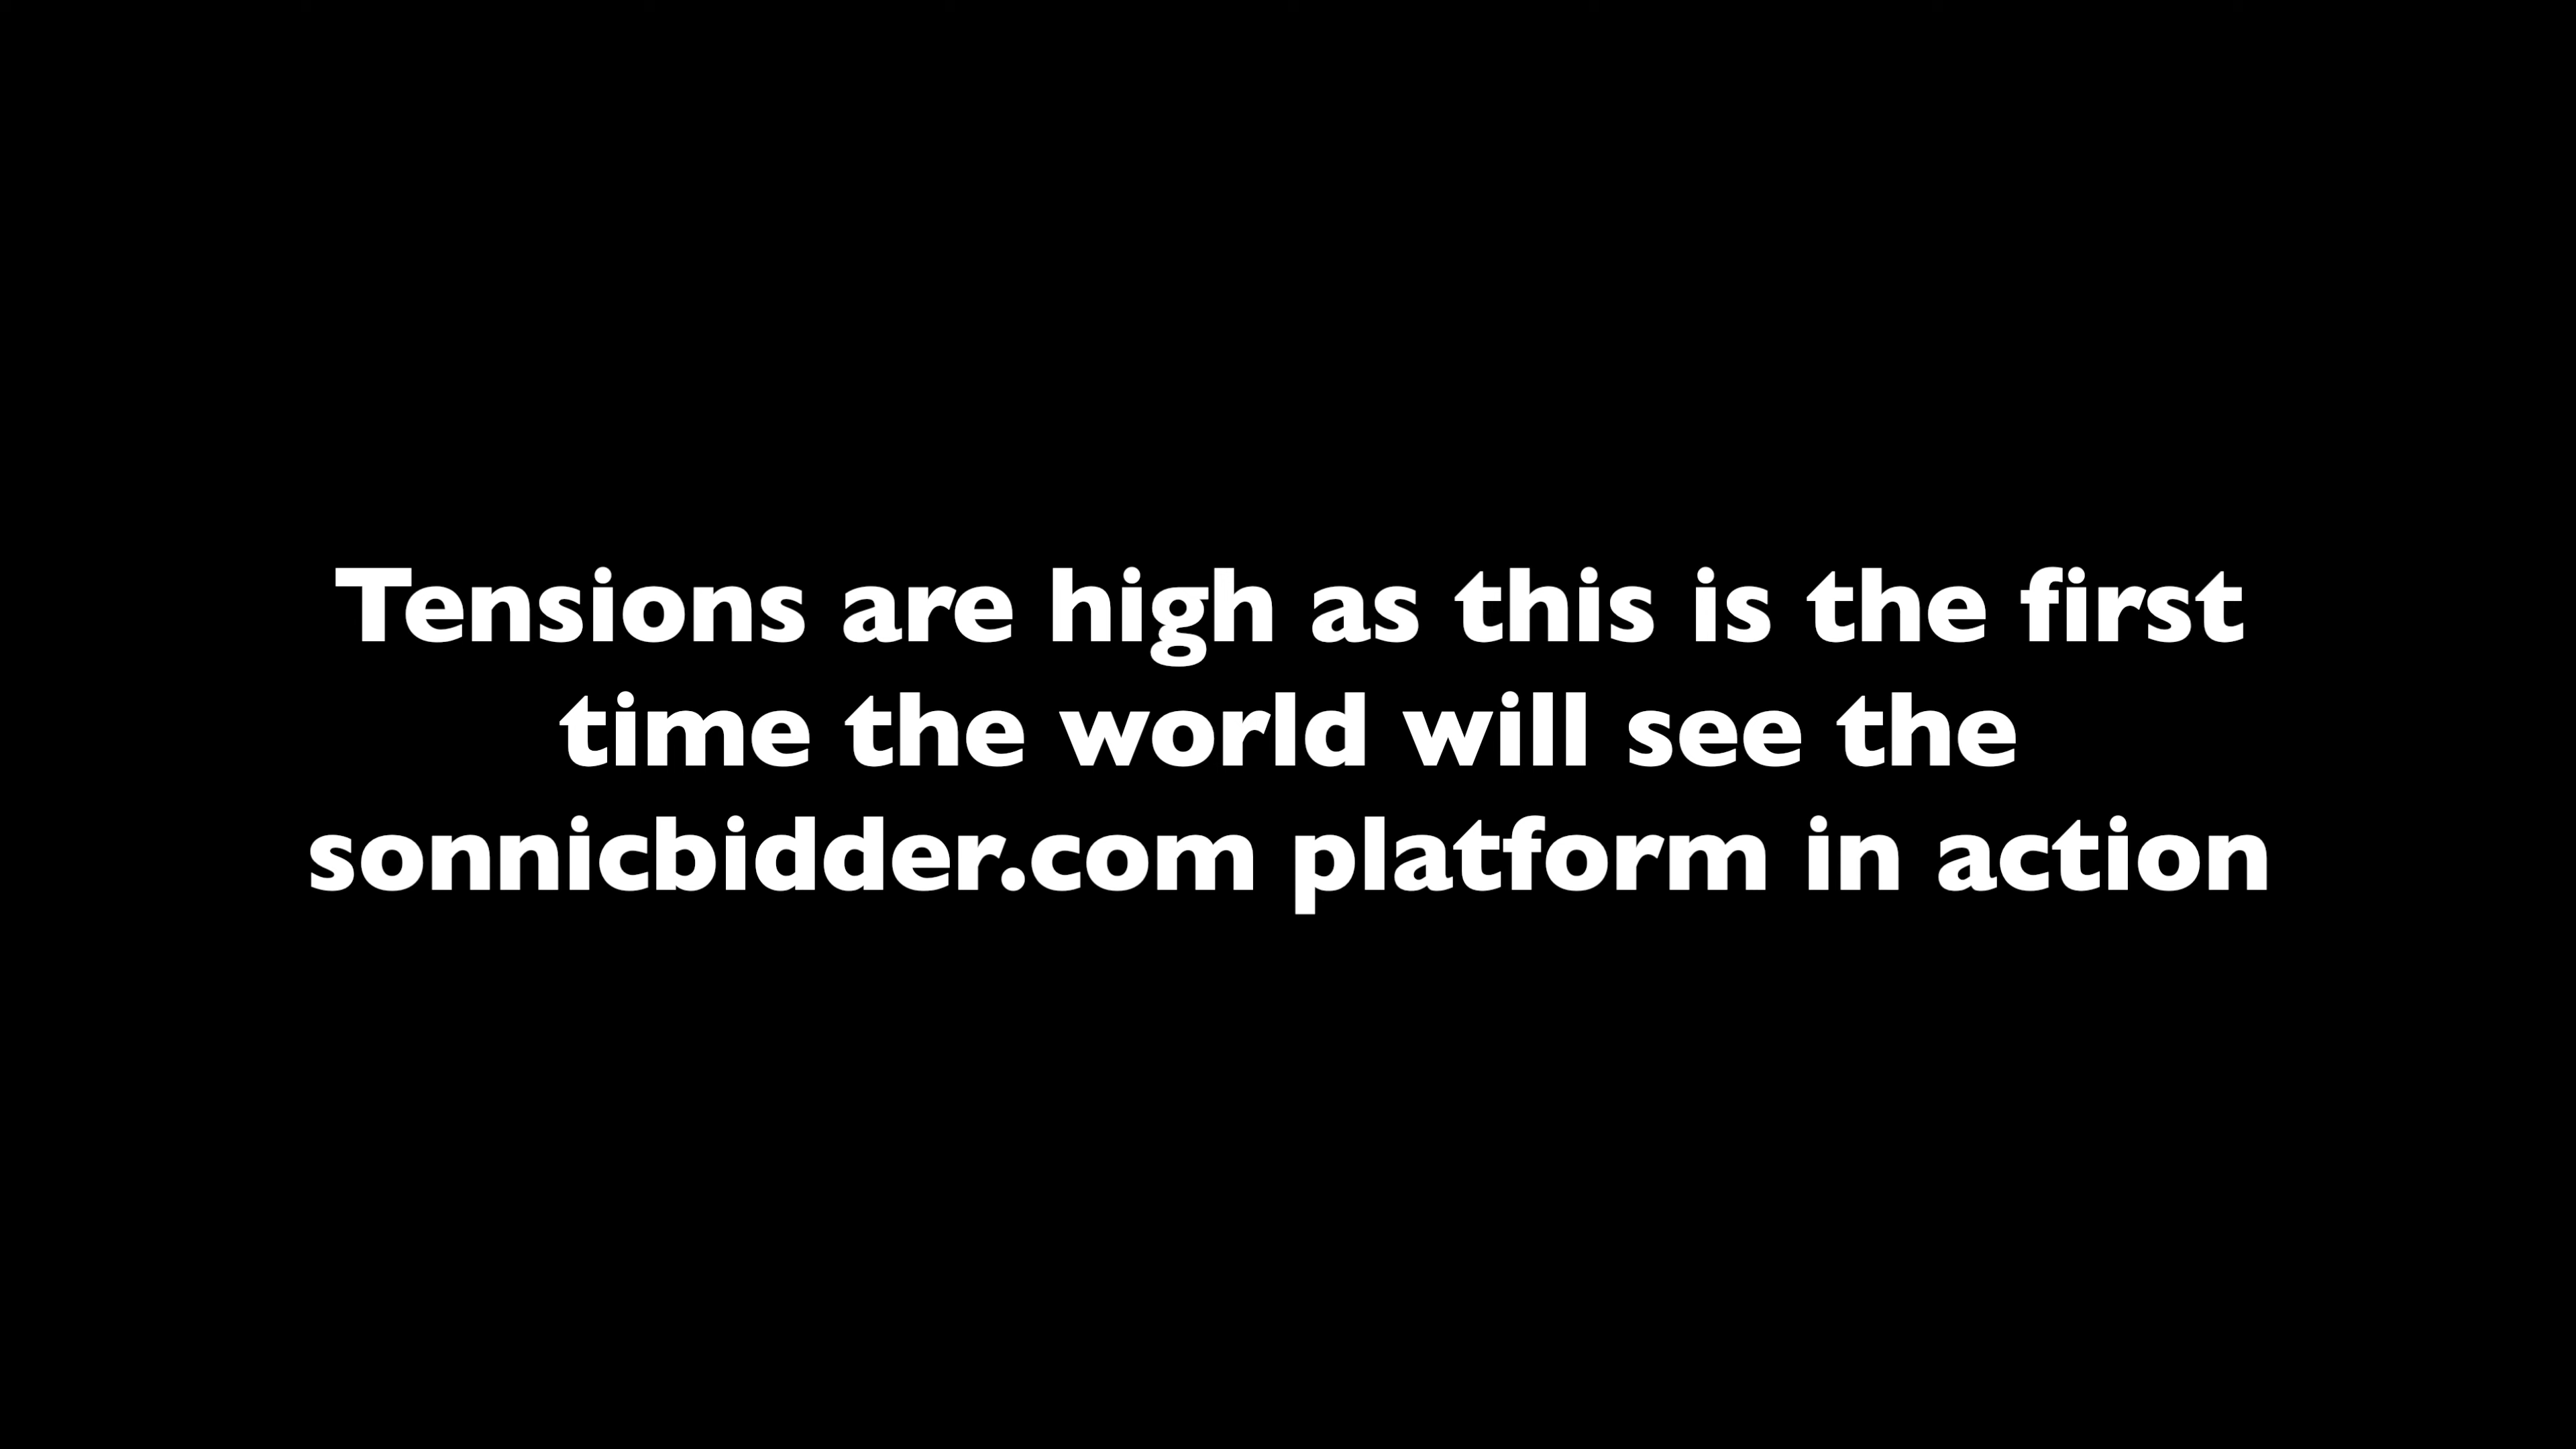 Tensions are high as this is the first
time the world will see the
sonnicbidder.com platform in action